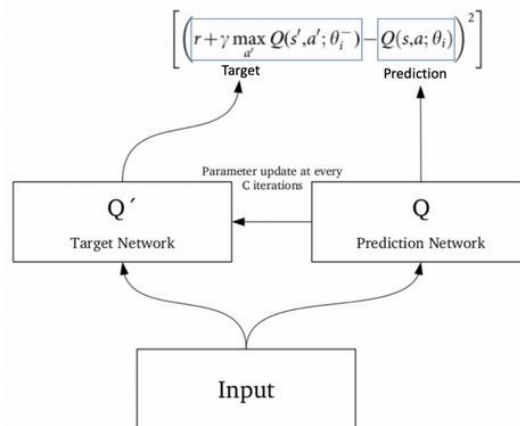 [(r + γ max Q(s′,a′; θᵢ⁻) − Q(s,a; θᵢ))²]
a′
Target Prediction
Parameter update at every
C iterations
Q′ Q
Target Network Prediction Network
Input